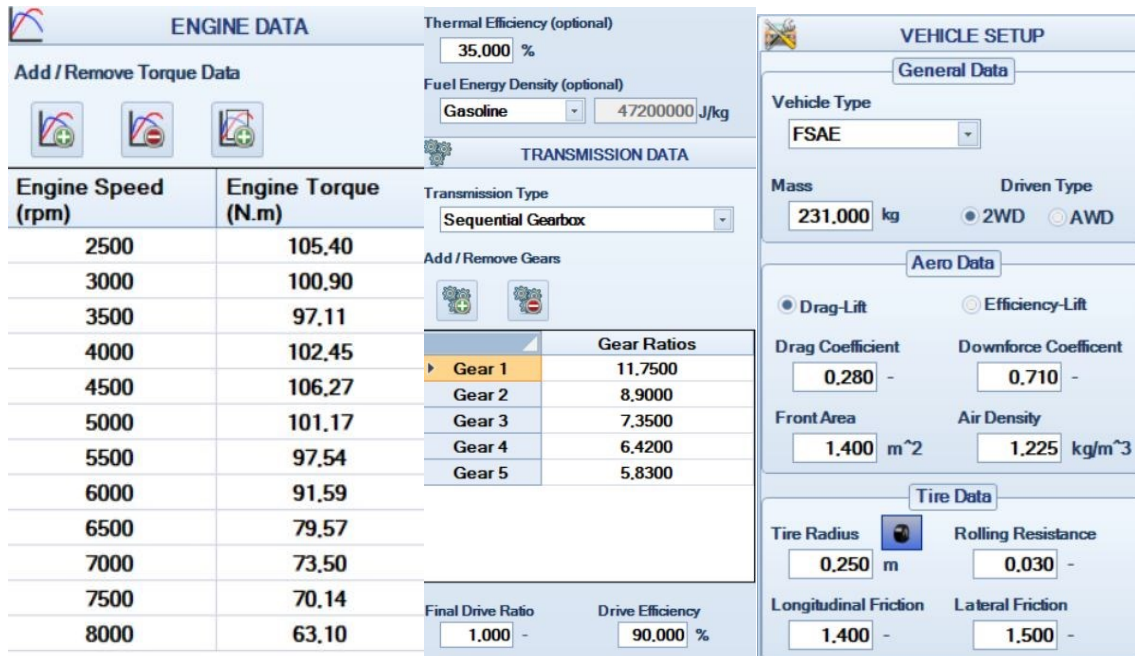 ENGINE DATA
Add / Remove Torque Data
Engine Speed (rpm) Engine Torque (N.m)
2500 105,40
3000 100,90
3500 97,11
4000 102,45
4500 106,27
5000 101,17
5500 97,54
6000 91,59
6500 79,57
7000 73,50
7500 70,14
8000 63,10
Thermal Efficiency (optional)
35,000 %
Fuel Energy Density (optional)
Gasoline 47200000 J/kg
TRANSMISSION DATA
Transmission Type
Sequential Gearbox
Add / Remove Gears
Gear Ratios
Gear 1 11,7500
Gear 2 8,9000
Gear 3 7,3500
Gear 4 6,4200
Gear 5 5,8300
Final Drive Ratio Drive Efficiency
1,000 - 90,000 %
VEHICLE SETUP
General Data
Vehicle Type
FSAE
Mass Driven Type
231,000 kg 2WD AWD
Aero Data
Drag-Lift Efficiency-Lift
Drag Coefficient Downforce Coefficent
0,280 - 0,710 -
Front Area Air Density
1,400 m^2 1,225 kg/m^3
Tire Data
Tire Radius Rolling Resistance
0,250 m 0,030 -
Longitudinal Friction Lateral Friction
1,400 - 1,500 -